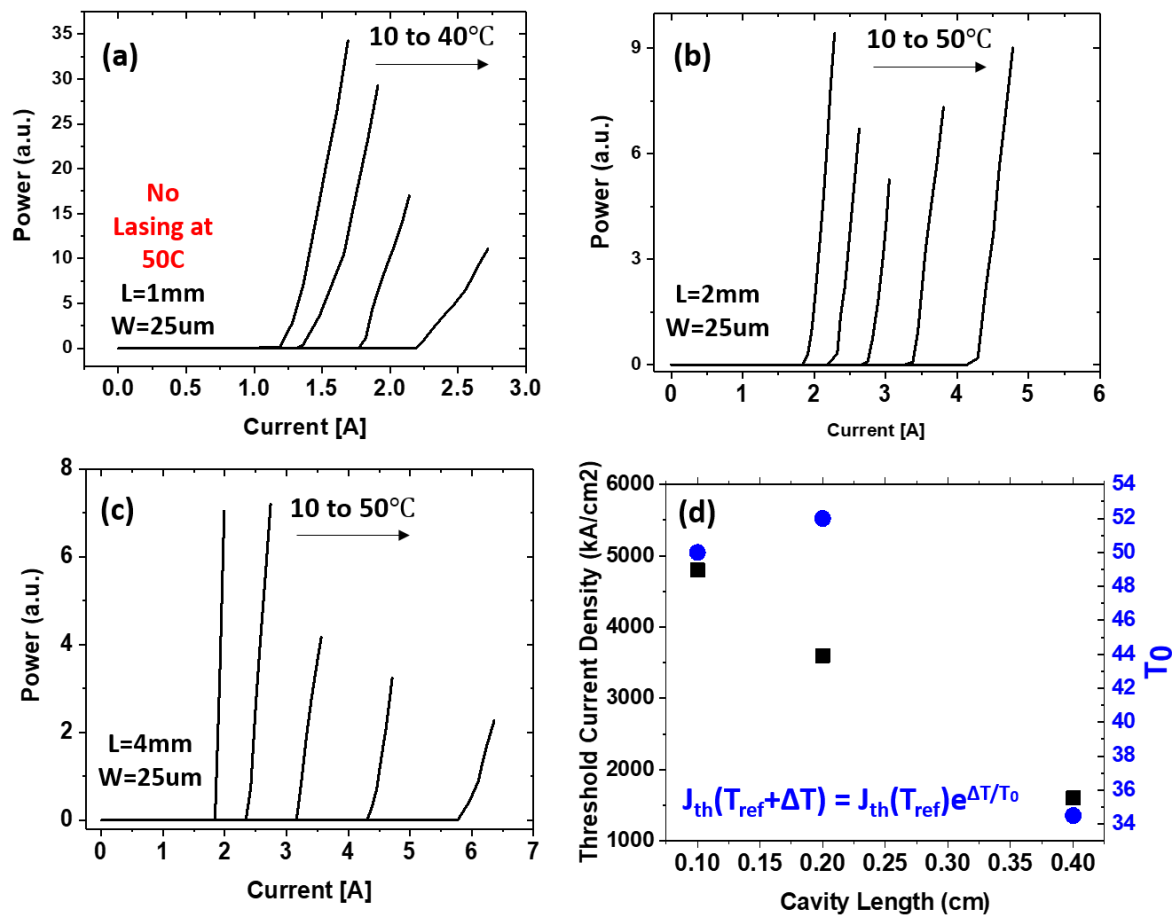 (a)
10 to 40℃
No
Lasing at
50C
L=1mm
W=25um
Power (a.u.)
35
30
25
20
15
10
5
0
0.0 0.5 1.0 1.5 2.0 2.5 3.0
Current [A]
(b)
10 to 50℃
L=2mm
W=25um
Power (a.u.)
9
6
3
0
0 1 2 3 4 5 6
Current [A]
(c)
10 to 50℃
L=4mm
W=25um
Power (a.u.)
8
6
4
2
0
0 1 2 3 4 5 6 7
Current [A]
(d)
Threshold Current Density (kA/cm2)
6000
5000
4000
3000
2000
1000
54
52
50
48
46
44
42
40
38
36
34
T0
Jth(Tref+ΔT) = Jth(Tref)eΔT/T0
0.10 0.15 0.20 0.25 0.30 0.35 0.40
Cavity Length (cm)